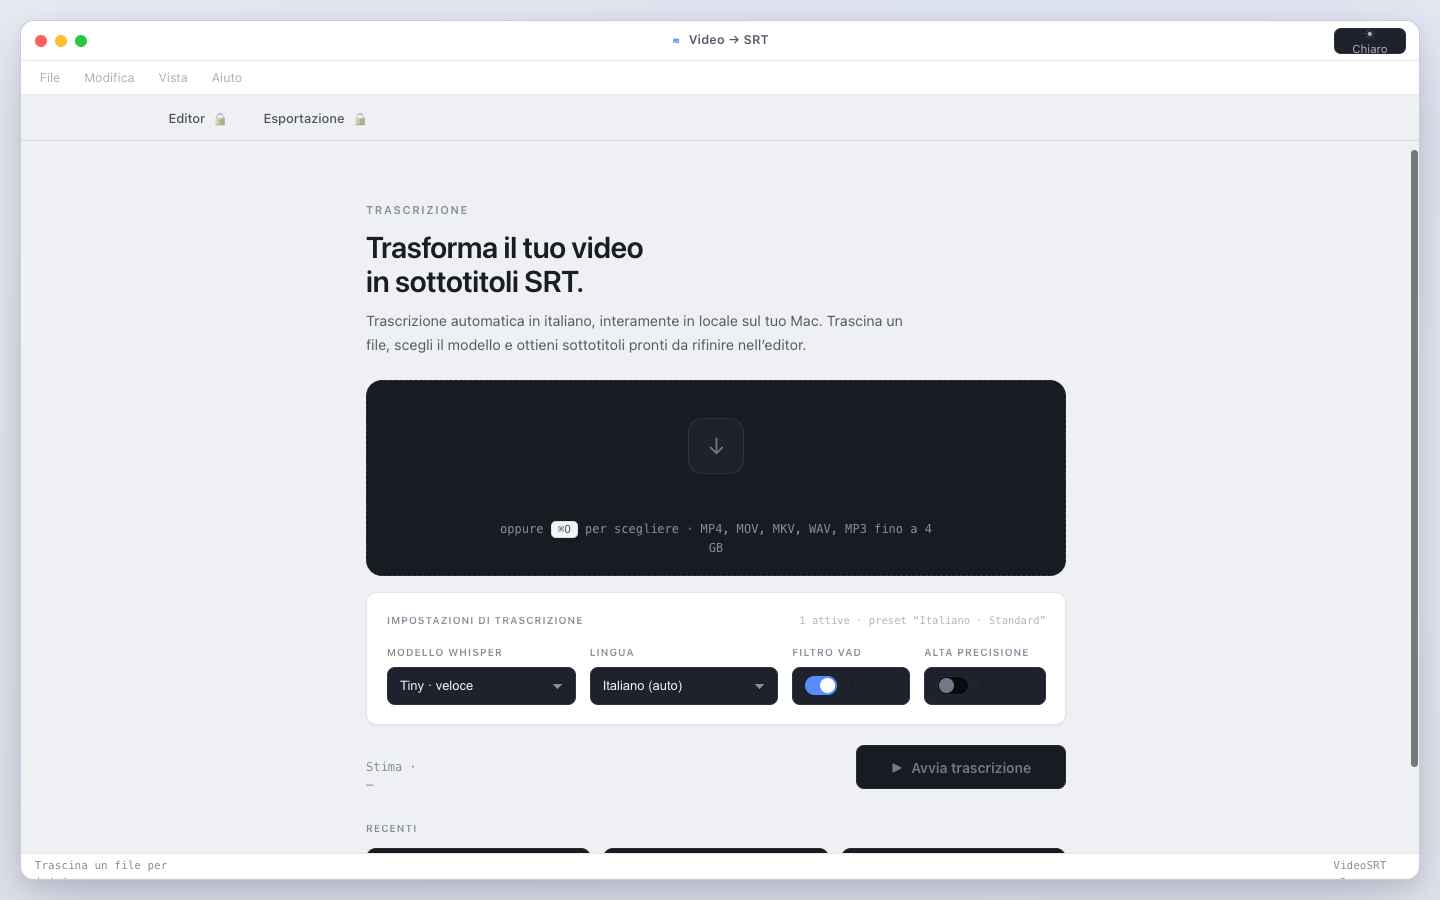 Video → SRT
Chiaro
File Modifica Vista Aiuto
Editor Esportazione
TRASCRIZIONE
Trasforma il tuo video
in sottotitoli SRT.
Trascrizione automatica in italiano, interamente in locale sul tuo Mac. Trascina un
file, scegli il modello e ottieni sottotitoli pronti da rifinire nell'editor.
oppure ⌘O per scegliere · MP4, MOV, MKV, WAV, MP3 fino a 4
GB
IMPOSTAZIONI DI TRASCRIZIONE
1 attive · preset “Italiano · Standard”
MODELLO WHISPER
LINGUA
FILTRO VAD
ALTA PRECISIONE
Tiny · veloce
Italiano (auto)
Stima ·
—
Avvia trascrizione
RECENTI
Trascina un file per
VideoSRT